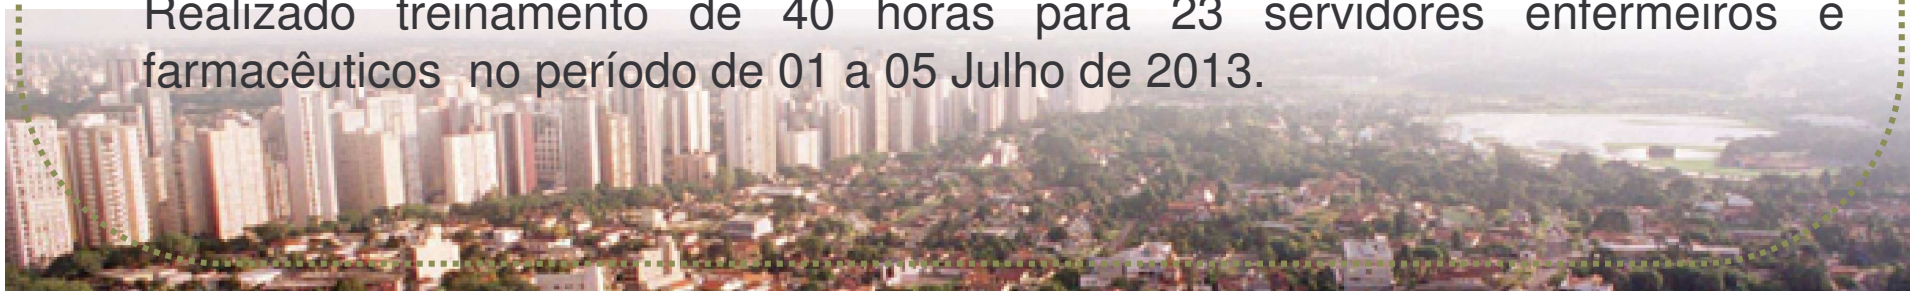 Realizado treinamento de 40 horas para 23 servidores enfermeiros e
farmacêuticos no período de 01 a 05 Julho de 2013.